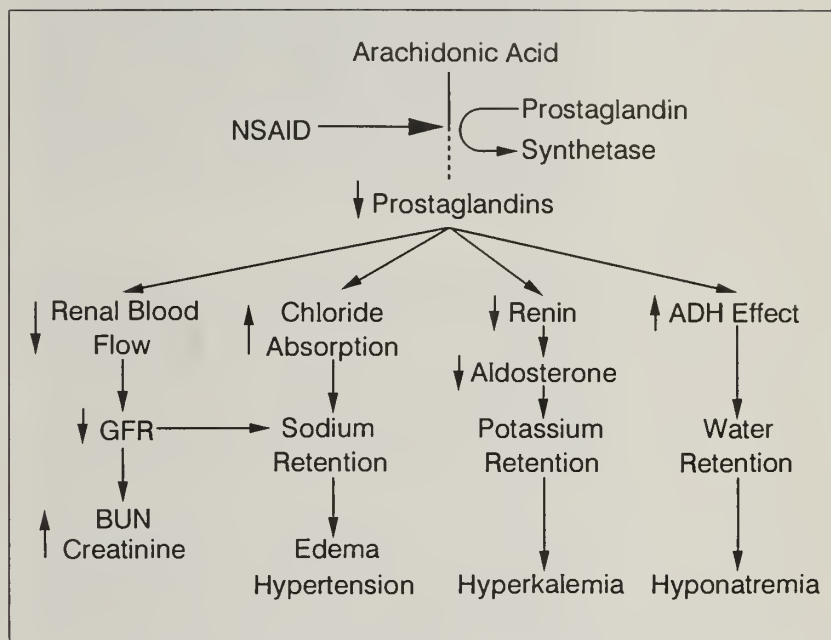 Arachidonic Acid
NSAID
Prostaglandin
Synthetase
Prostaglandins
Renal Blood
Flow
GFR
BUN
Creatinine
Chloride
Absorption
Sodium
Retention
Edema
Hypertension
Renin
Aldosterone
Potassium
Retention
Hyperkalemia
ADH Effect
Water
Retention
Hyponatremia